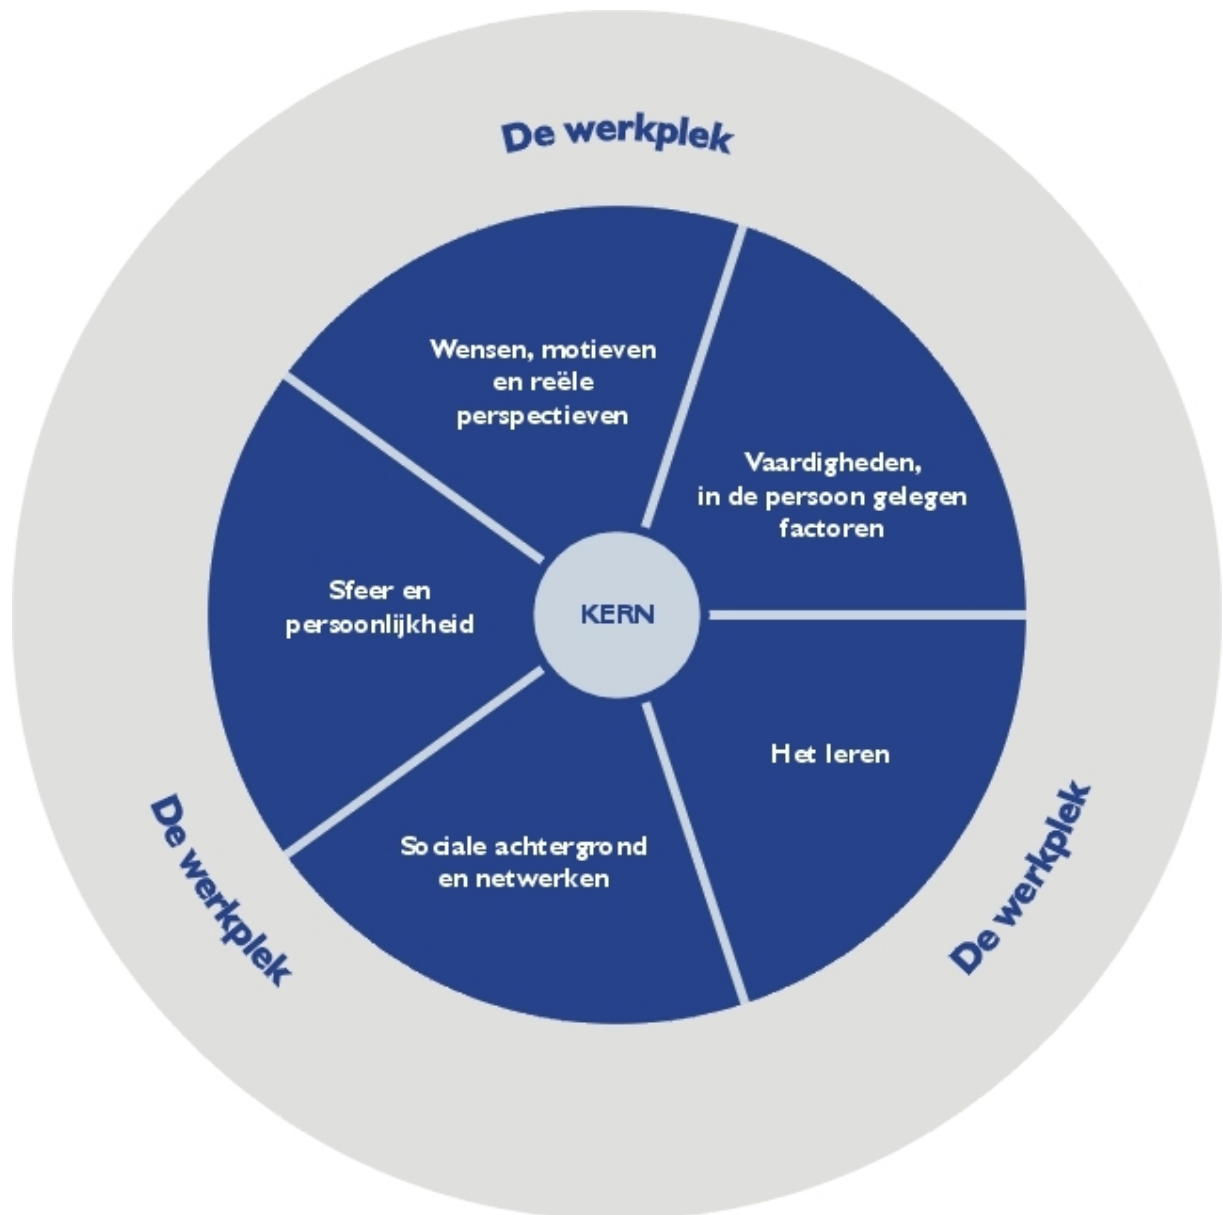 De werkplek
Wensen, motieven
en reële
perspectieven
Vaardigheden,
in de persoon gelegen
factoren
Sfeer en
persoonlijkheid
KERN
Het leren
Sociale achtergrond
en netwerken
De werkplek
De werkplek